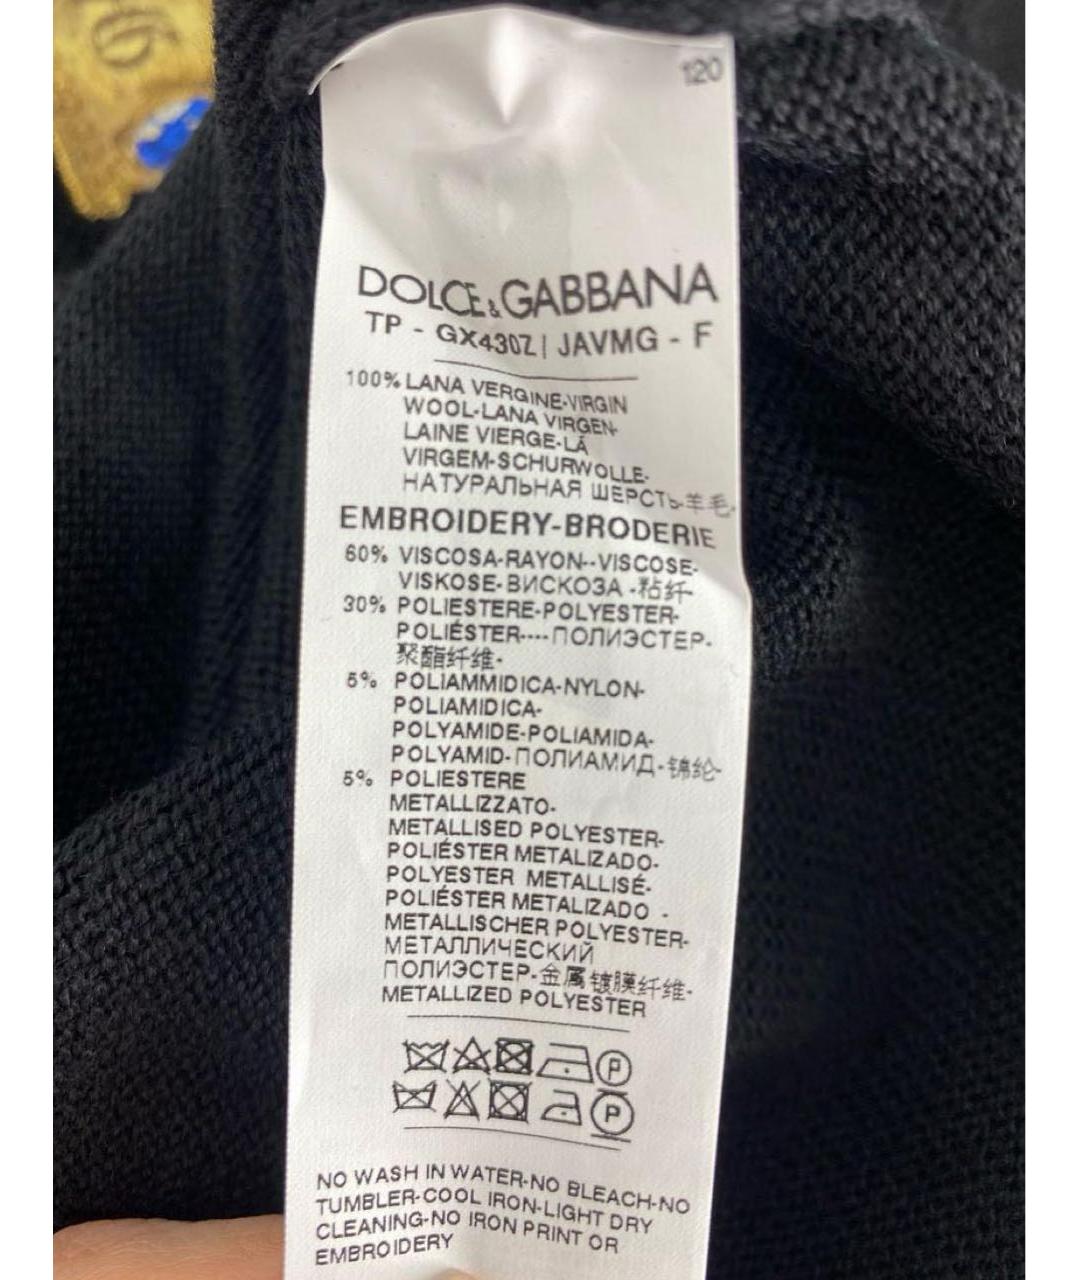 120
DOLCE&GABBANA
TP - GX430Z| JAVMG - F
100% LANA VERGINE-VIRGIN
WOOL-LANA VIRGEN-
LAINE VIERGE-LÃ
VIRGEM-SCHURWOLLE-
НАТУРАЛЬНАЯ ШЕРСТЬ-羊毛-
EMBROIDERY-BRODERIE
60% VISCOSA-RAYON--VISCOSE-
VISKOSE-ВИСКОЗА -粘纤-
30% POLIESTERE-POLYESTER-
POLIÉSTER----ПОЛИЭСТЕР-
聚酯纤维-
5% POLIAMMIDICA-NYLON-
POLIAMIDICA-
POLYAMIDE-POLIAMIDA-
POLYAMID-ПОЛИАМИД-锦纶-
5% POLIESTERE
METALLIZZATO-
METALLISED POLYESTER-
POLIÉSTER METALIZADO-
POLYESTER METALLISÉ-
POLIÉSTER METALIZADO -
METALLISCHER POLYESTER-
МЕТАЛЛИЧЕСКИЙ
ПОЛИЭСТЕР-金属镀膜纤维-
METALLIZED POLYESTER
P
P
NO WASH IN WATER-NO BLEACH-NO
TUMBLER-COOL IRON-LIGHT DRY
CLEANING-NO IRON PRINT OR
EMBROIDERY